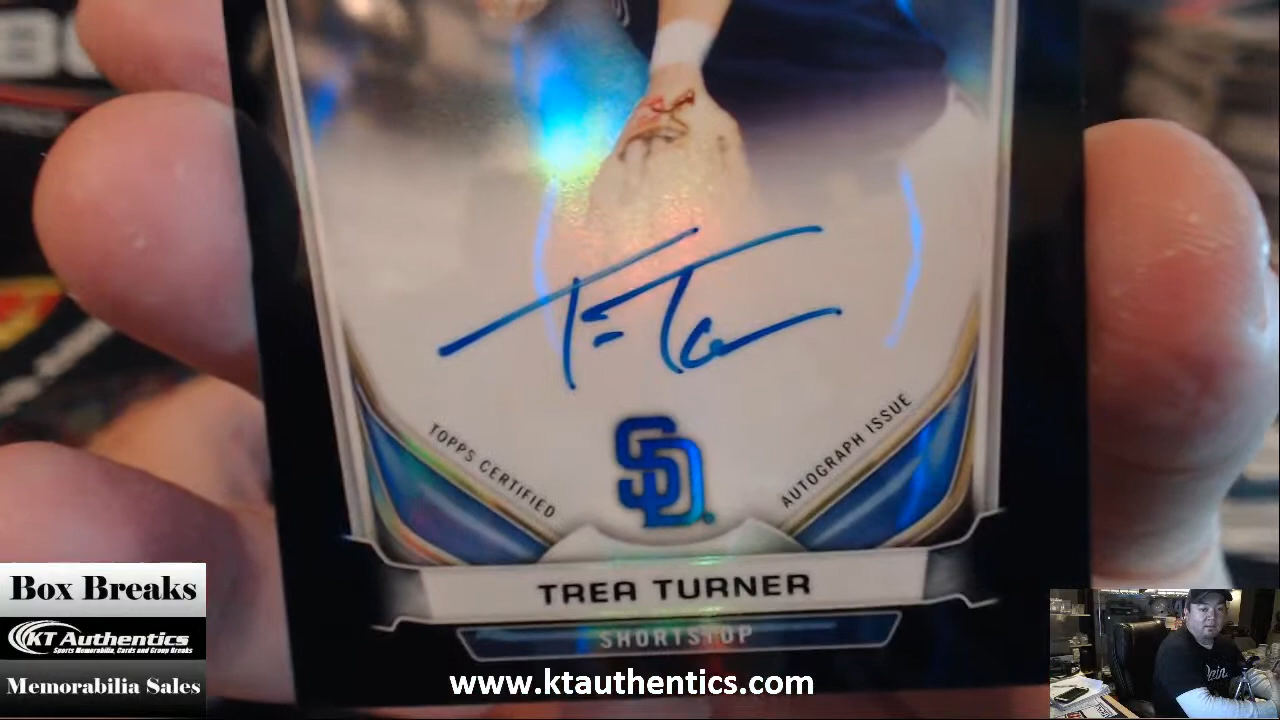 TOPPS CERTIFIED
AUTOGRAPH ISSUE
SD
TREA TURNER
SHORTSTOP
www.ktauthentics.com
Box Breaks
KT Authentics
Sports Memorabilia, Cards and Group Breaks
Memorabilia Sales